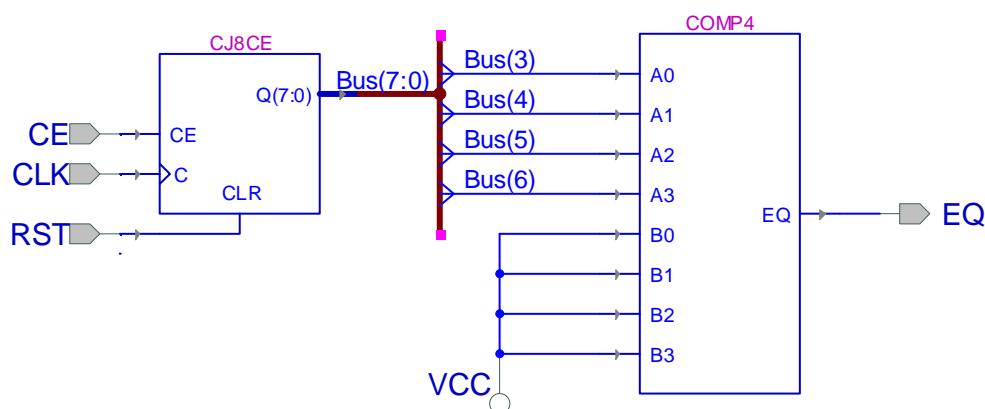 CJ8CE
COMP4
Q(7:0)
Bus(7:0)
CE
CE
CLK
C
CLR
RST
Bus(3)
A0
Bus(4)
A1
Bus(5)
A2
Bus(6)
A3
B0
B1
B2
B3
EQ
EQ
VCC